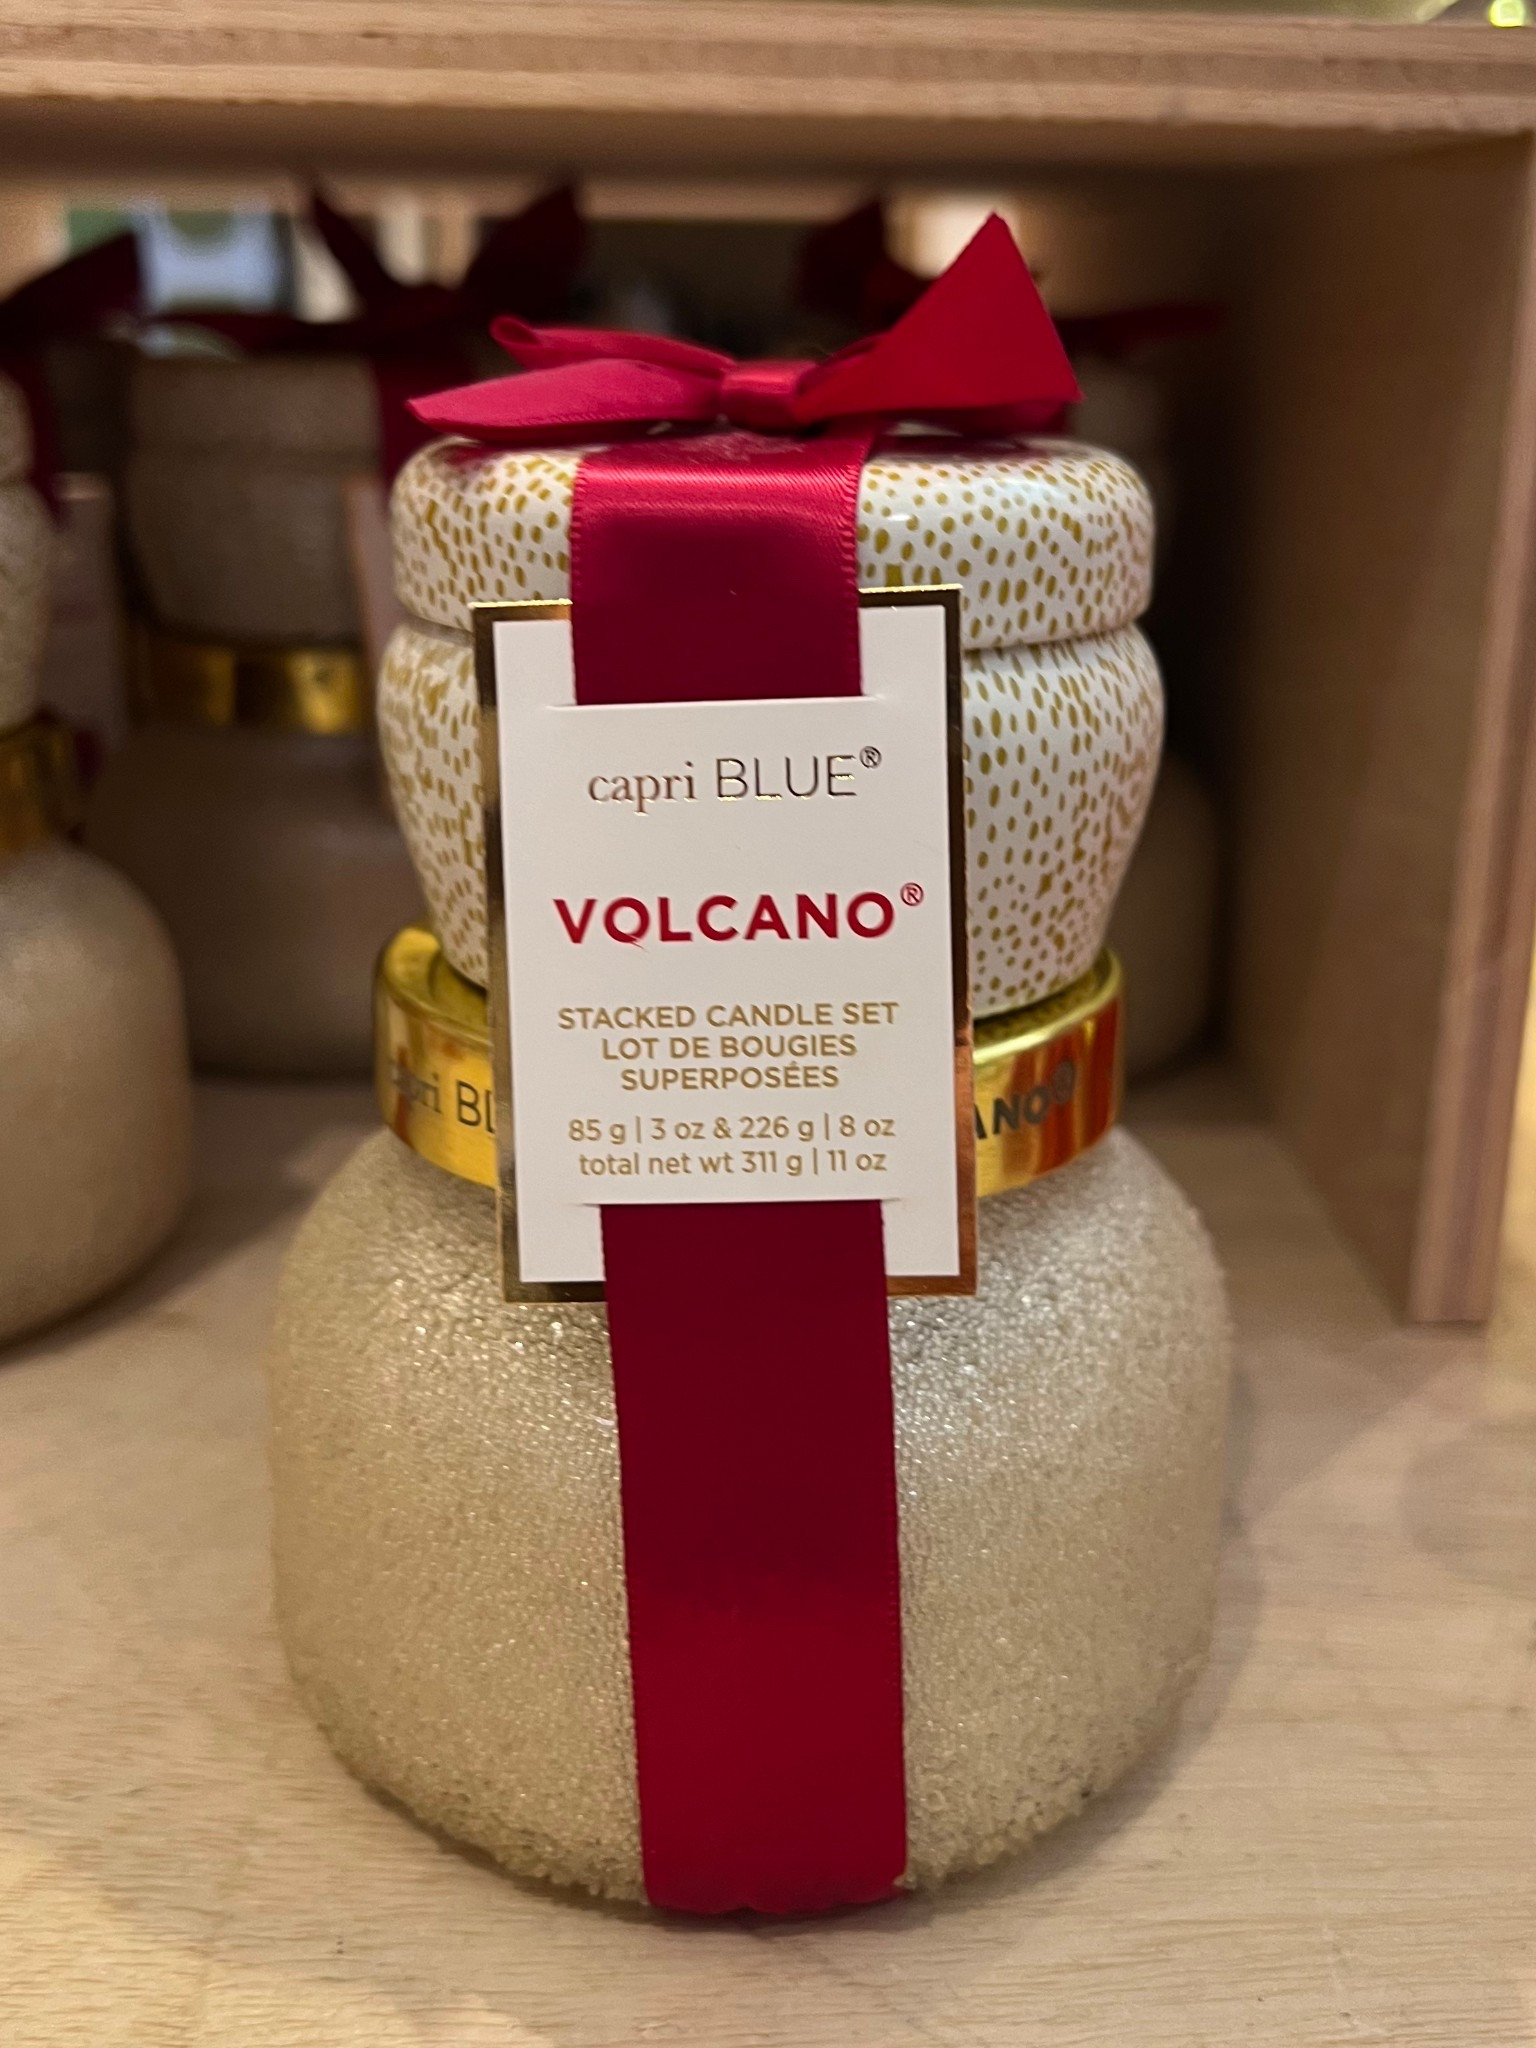 capri BLUE®
VOLCANO®
STACKED CANDLE SET
LOT DE BOUGIES
SUPERPOSÉES
85 g | 3 oz & 226 g | 8 oz
total net wt 311 g | 11 oz